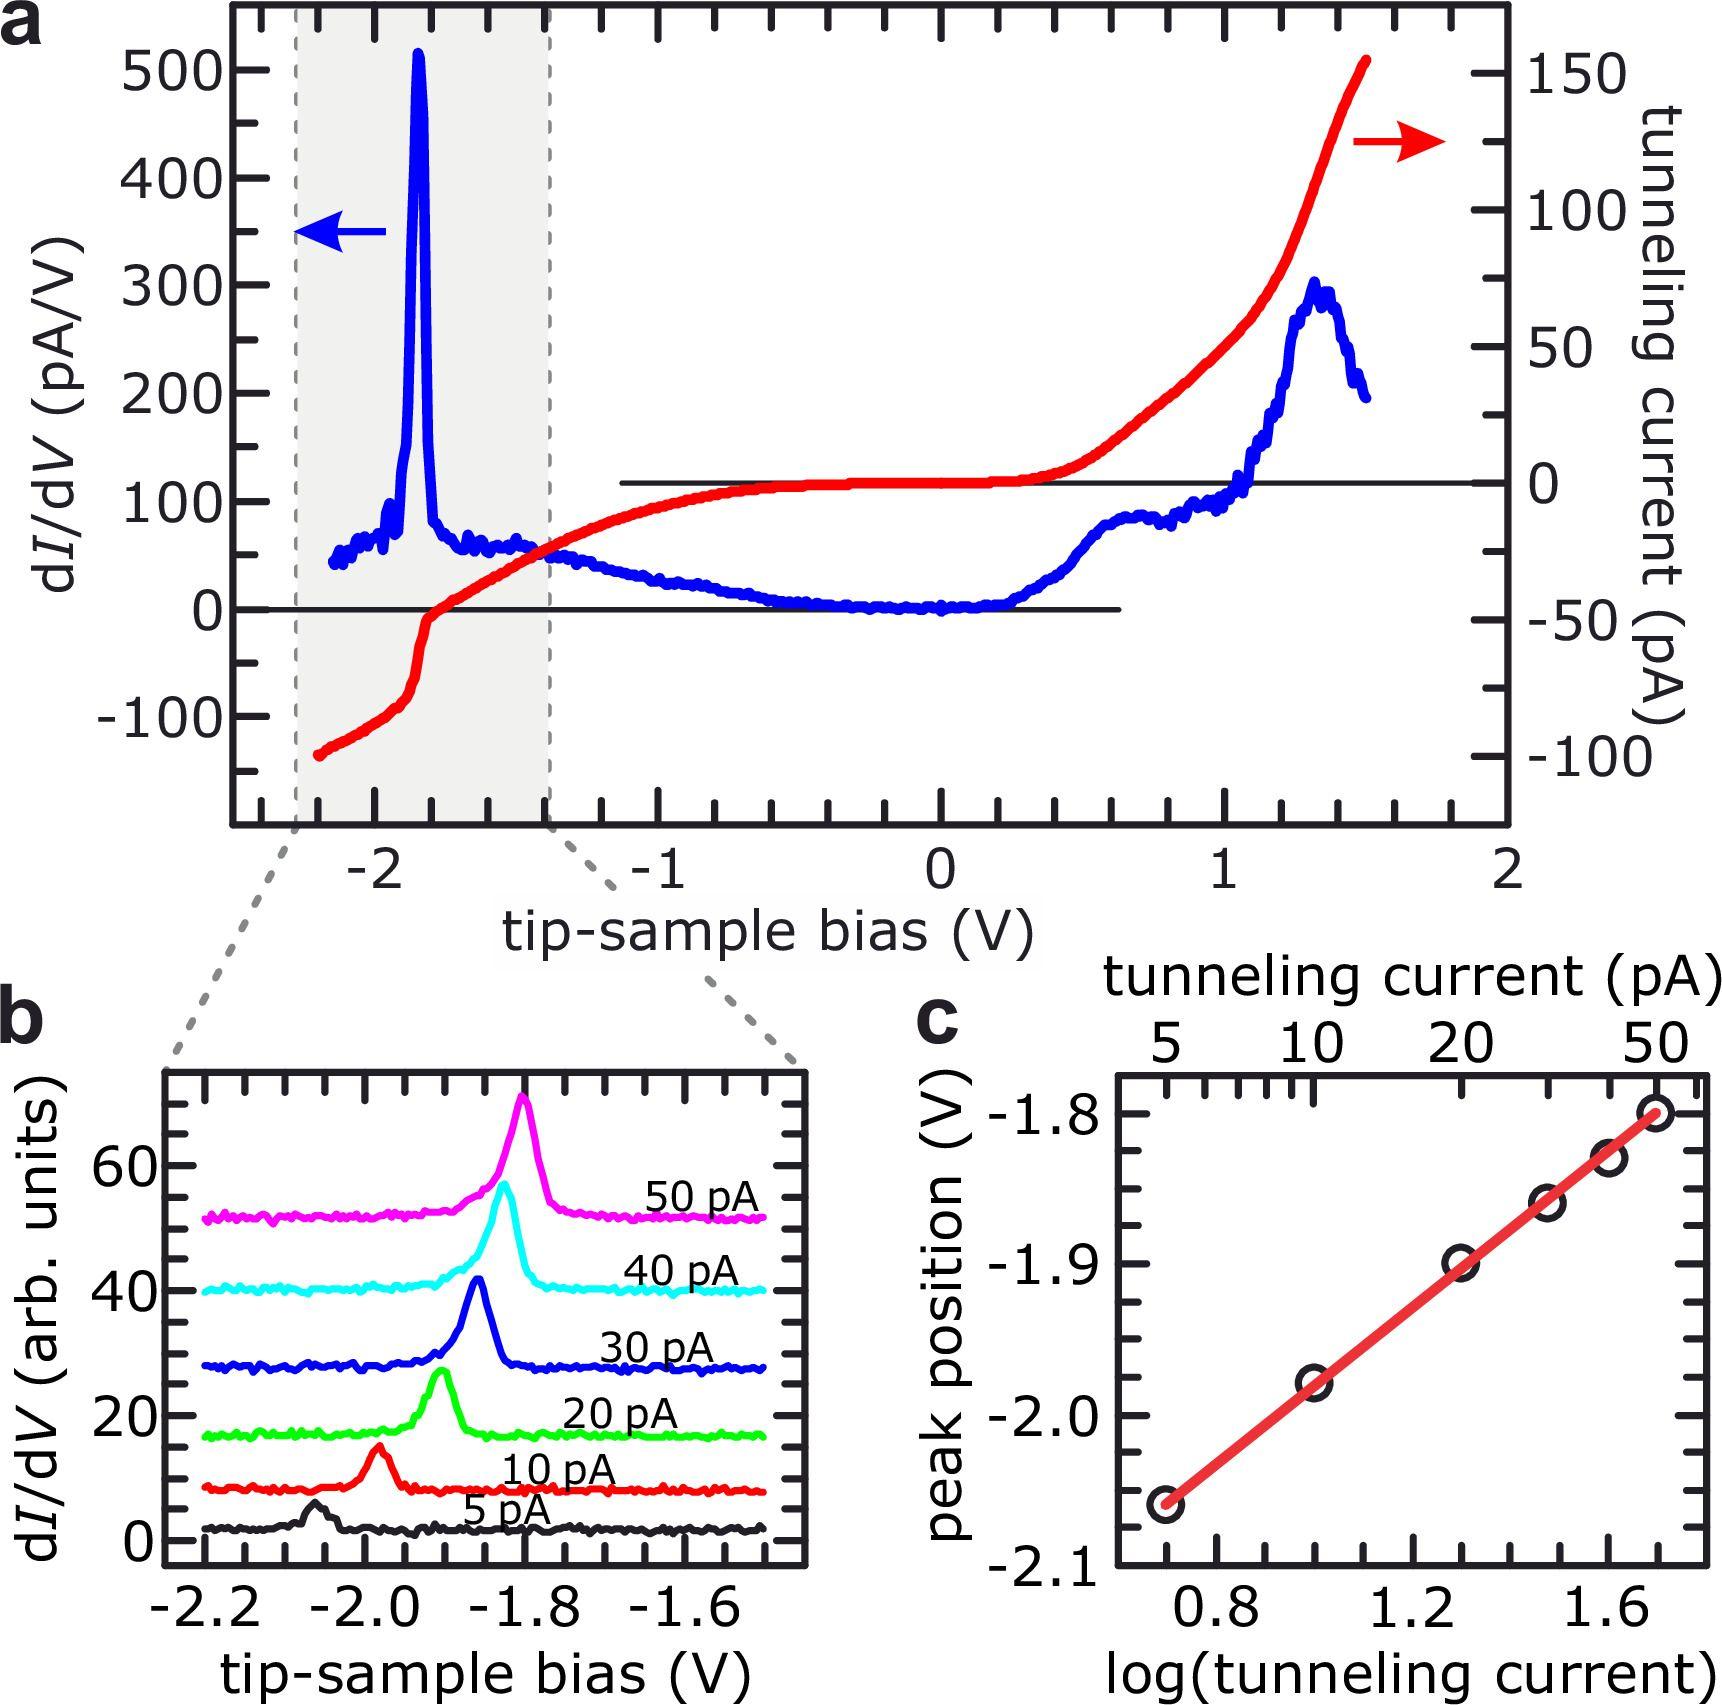 a
500
400
300
200
100
0
-100
dI/dV (pA/V)
150
100
50
0
-50
-100
tunneling current (pA)
-2 -1 0 1 2
tip-sample bias (V)
b
60
40
20
0
dI/dV (arb. units)
50 pA
40 pA
30 pA
20 pA
10 pA
5 pA
-2.2 -2.0 -1.8 -1.6
tip-sample bias (V)
c
tunneling current (pA)
5 10 20 50
-1.8
-1.9
-2.0
-2.1
peak position (V)
0.8 1.2 1.6
log(tunneling current)